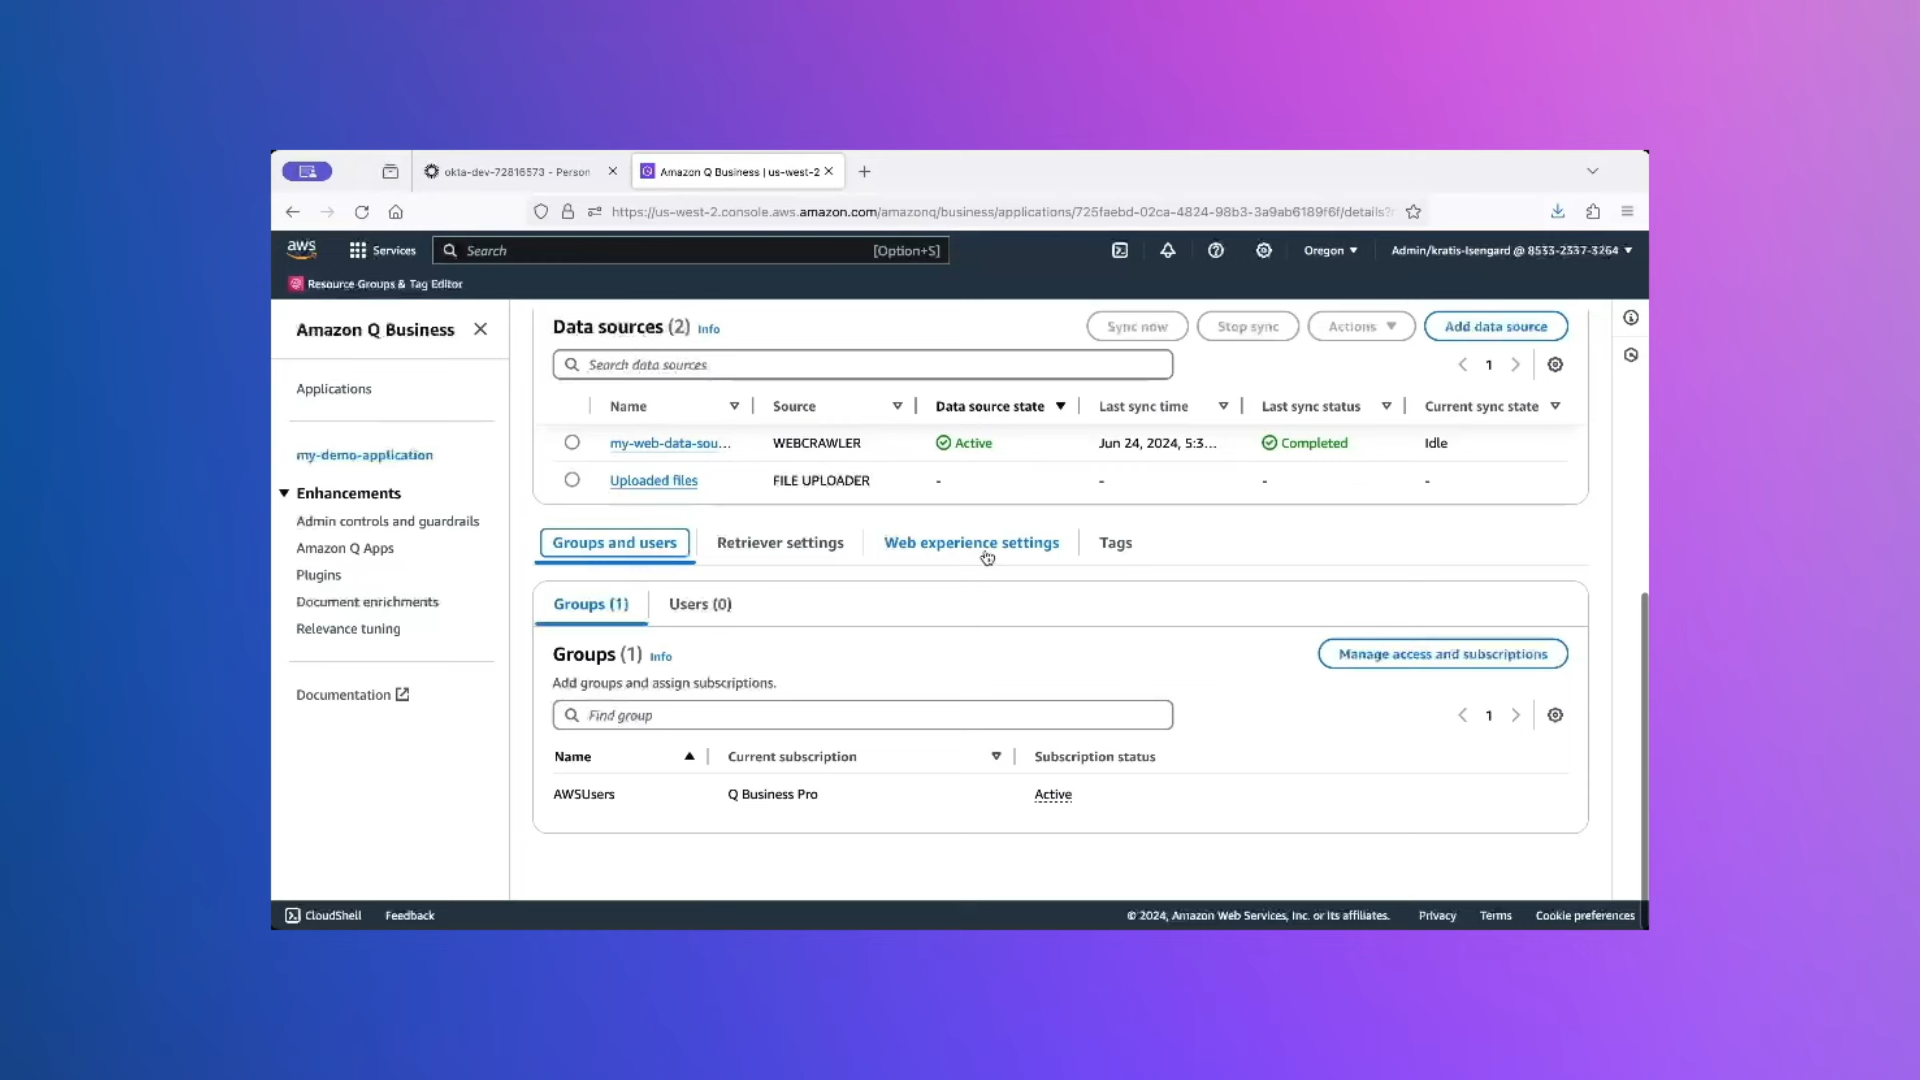 okta-dev-72816573 - Person
Amazon Q Business | us-west-2
https://us-west-2.console.aws.amazon.com/amazonq/business/applications/725faebd-02ca-4824-98b3-3a9ab6189f6f/details?
aws
Services
Search
[Option+S]
Oregon
Admin/kratis-Isengard @ 8533-2337-3264
Resource Groups & Tag Editor
Amazon Q Business
Applications
my-demo-application
Enhancements
Admin controls and guardrails
Amazon Q Apps
Plugins
Document enrichments
Relevance tuning
Documentation
Data sources (2) Info
Sync now
Stop sync
Actions
Add data source
Search data sources
1
Name
Source
Data source state
Last sync time
Last sync status
Current sync state
my-web-data-sou...
WEBCRAWLER
Active
Jun 24, 2024, 5:3...
Completed
Idle
Uploaded files
FILE UPLOADER
-
-
-
-
Groups and users
Retriever settings
Web experience settings
Tags
Groups (1)
Users (0)
Groups (1) Info
Manage access and subscriptions
Add groups and assign subscriptions.
Find group
1
Name
Current subscription
Subscription status
AWSUsers
Q Business Pro
Active
CloudShell
Feedback
© 2024, Amazon Web Services, Inc. or its affiliates.
Privacy
Terms
Cookie preferences